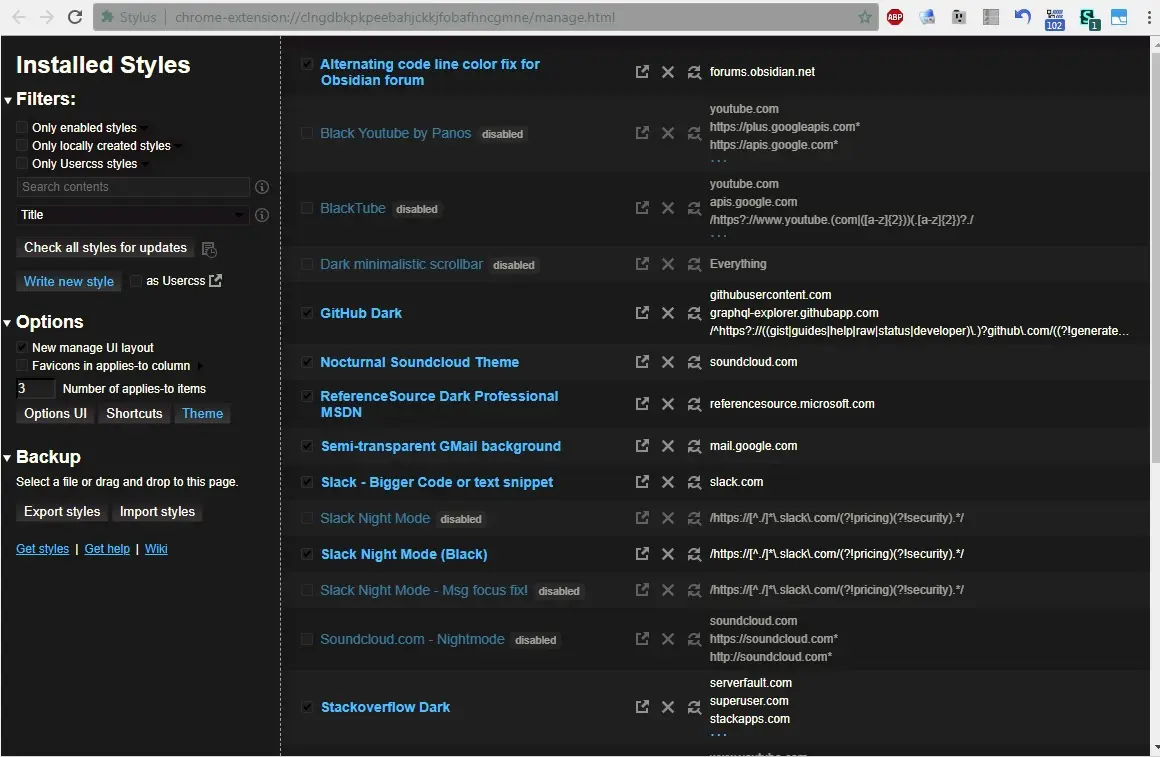 Stylus | chrome-extension://clngdbkpkpeebahjckkjfobafhncgmne/manage.html
ABP
102
1
Installed Styles
Filters:
Only enabled styles
Only locally created styles
Only Usercss styles
Search contents
Title
Check all styles for updates
Write new style
as Usercss
Options
New manage UI layout
Favicons in applies-to column
3 Number of applies-to items
Options UI Shortcuts Theme
Backup
Select a file or drag and drop to this page.
Export styles Import styles
Get styles | Get help | Wiki
Alternating code line color fix for
Obsidian forum
forums.obsidian.net
Black Youtube by Panos disabled
youtube.com
https://plus.googleapis.com*
https://apis.google.com*
...
BlackTube disabled
youtube.com
apis.google.com
/https?://www.youtube.(com|([a-z]{2}))(.[a-z]{2})?./
...
Dark minimalistic scrollbar disabled
Everything
GitHub Dark
githubusercontent.com
graphql-explorer.githubapp.com
/^https?://((gist|guides|help|raw|status|developer)\.)?github\.com/((?!generate...
Nocturnal Soundcloud Theme
soundcloud.com
ReferenceSource Dark Professional
MSDN
referencesource.microsoft.com
Semi-transparent GMail background
mail.google.com
Slack - Bigger Code or text snippet
slack.com
Slack Night Mode disabled
/https://[^./]*\.slack\.com/(?!pricing)(?!security).*/
Slack Night Mode (Black)
/https://[^./]*\.slack\.com/(?!pricing)(?!security).*/
Slack Night Mode - Msg focus fix! disabled
/https://[^./]*\.slack\.com/(?!pricing)(?!security).*/
Soundcloud.com - Nightmode disabled
soundcloud.com
https://soundcloud.com*
http://soundcloud.com*
Stackoverflow Dark
serverfault.com
superuser.com
stackapps.com
...